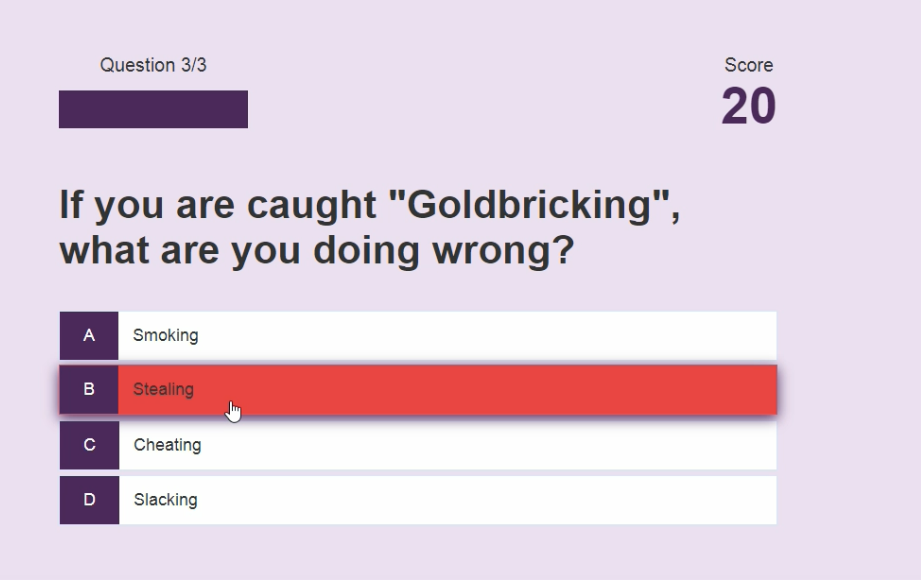 Question 3/3
Score
20
If you are caught "Goldbricking",
what are you doing wrong?
A Smoking
B Stealing
C Cheating
D Slacking